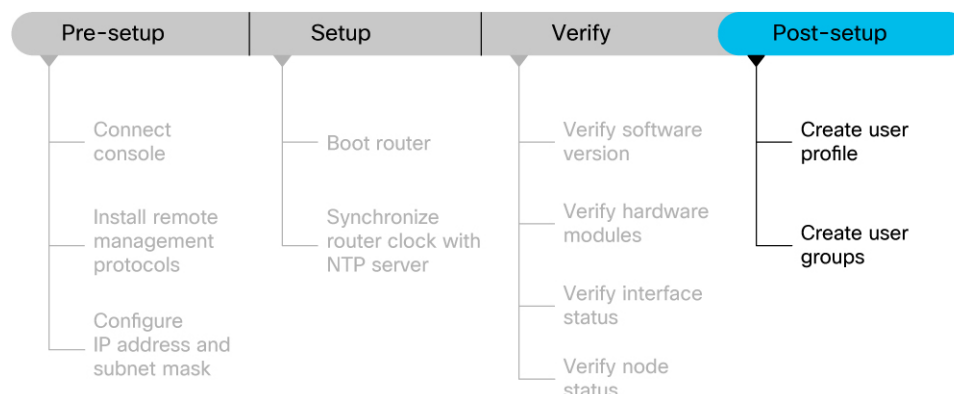 Pre-setup
Setup
Verify
Post-setup
Connect
console
Install remote
management
protocols
Configure
IP address and
subnet mask
Boot router
Synchronize
router clock with
NTP server
Verify software
version
Verify hardware
modules
Verify interface
status
Verify node
status
Create user
profile
Create user
groups